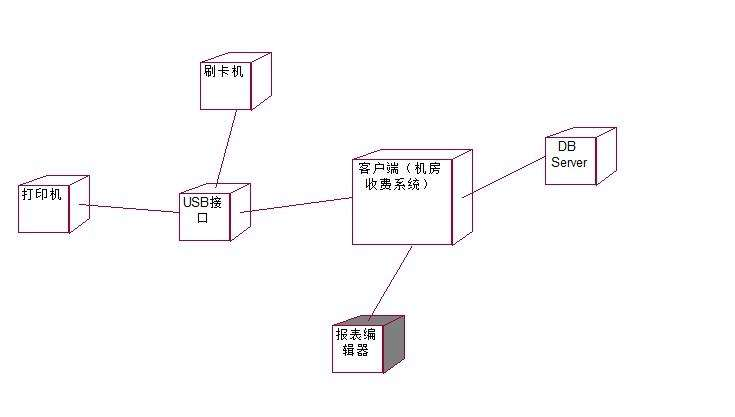 刷卡机
客户端（机房
收费系统）
DB
Server
打印机
USB接
口
报表编
辑器